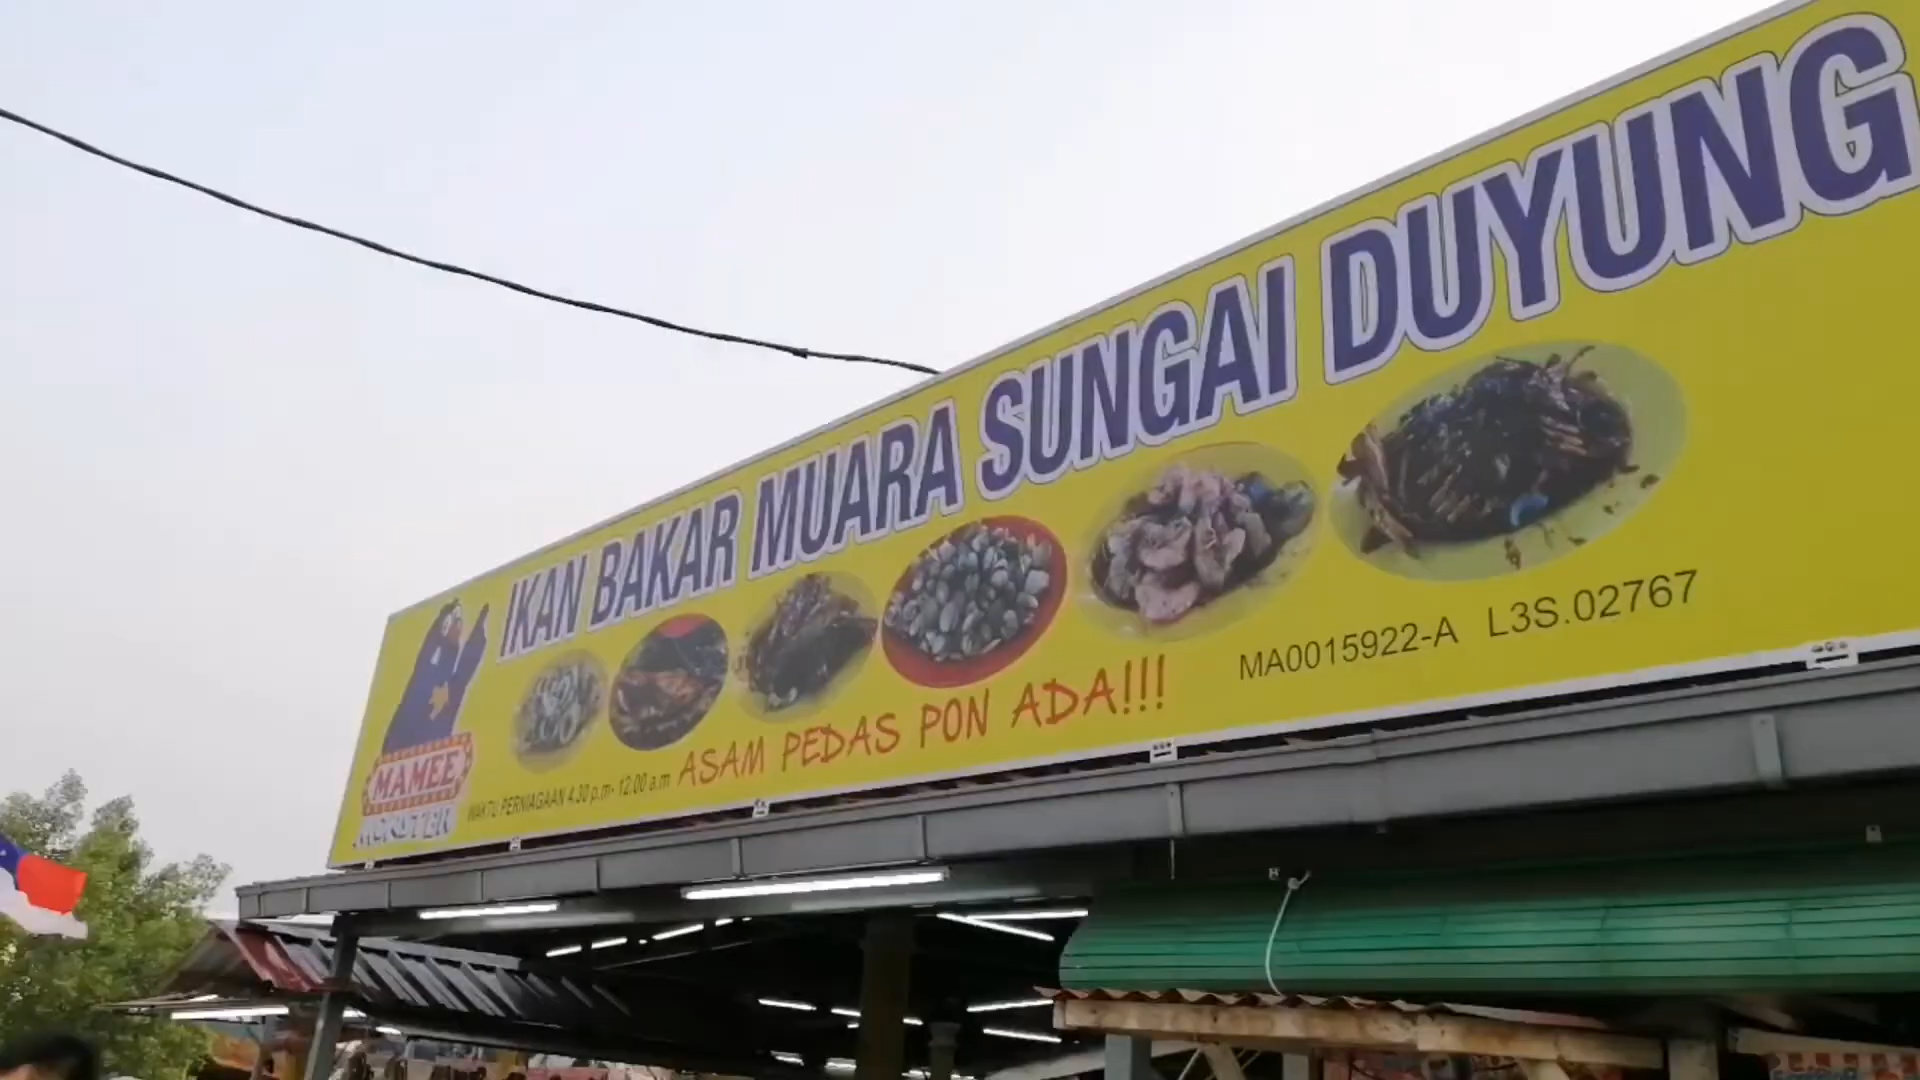 IKAN BAKAR MUARA SUNGAI DUYUNG
MAMEE
MONSTER
WAKTU PERNIAGAAN 4.30 p.m- 12.00 a.m
ASAM PEDAS PON ADA!!!
MA0015922-A L3S.02767